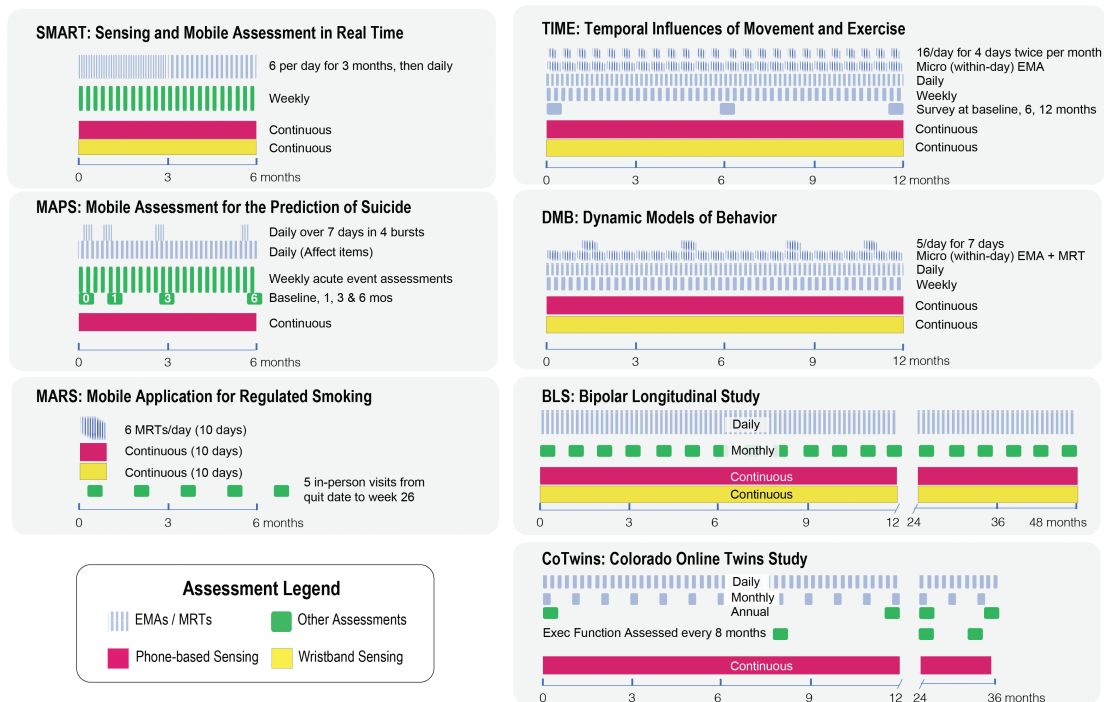 SMART: Sensing and Mobile Assessment in Real Time
6 per day for 3 months, then daily
Weekly
Continuous
Continuous
0 3 6 months
MAPS: Mobile Assessment for the Prediction of Suicide
Daily over 7 days in 4 bursts
Daily (Affect items)
Weekly acute event assessments
0 1 3 6 Baseline, 1, 3 & 6 mos
Continuous
0 3 6 months
MARS: Mobile Application for Regulated Smoking
6 MRTs/day (10 days)
Continuous (10 days)
Continuous (10 days)
5 in-person visits from
quit date to week 26
0 3 6 months
Assessment Legend
EMAs / MRTs Other Assessments
Phone-based Sensing Wristband Sensing
TIME: Temporal Influences of Movement and Exercise
16/day for 4 days twice per month
Micro (within-day) EMA
Daily
Weekly
Survey at baseline, 6, 12 months
Continuous
Continuous
0 3 6 9 12 months
DMB: Dynamic Models of Behavior
5/day for 7 days
Micro (within-day) EMA + MRT
Daily
Weekly
Continuous
Continuous
0 3 6 9 12 months
BLS: Bipolar Longitudinal Study
Daily
Monthly
Continuous
Continuous
0 3 6 9 12 24 36 48 months
CoTwins: Colorado Online Twins Study
Daily
Monthly
Annual
Exec Function Assessed every 8 months
Continuous
0 3 6 9 12 24 36 months